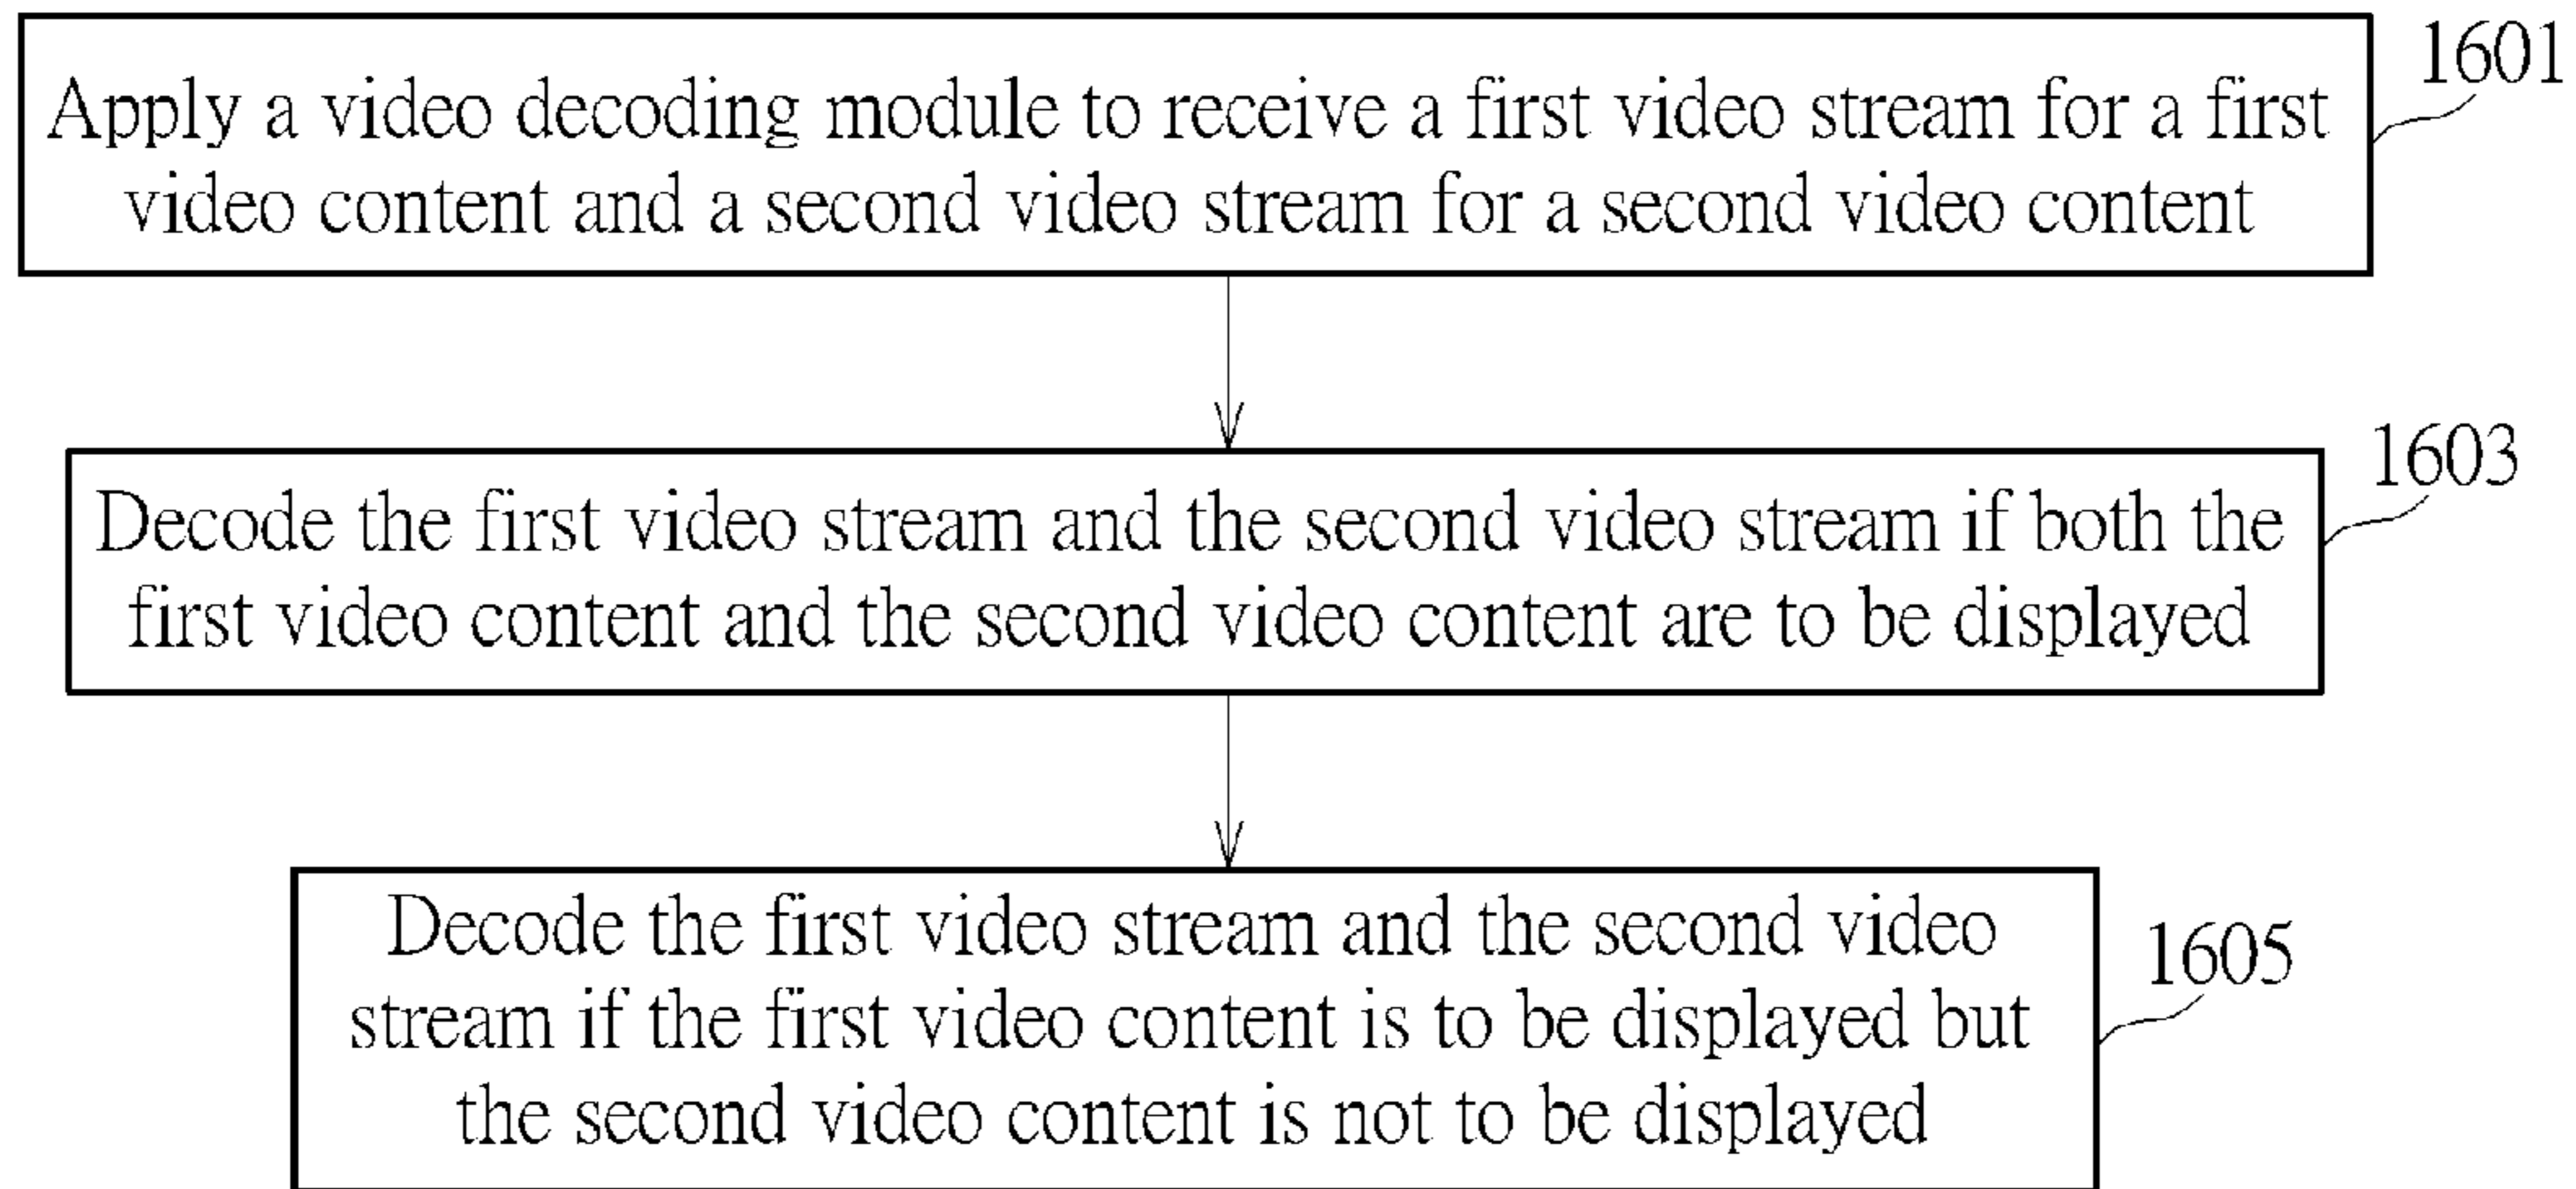 Apply a video decoding module to receive a first video stream for a first
video content and a second video stream for a second video content
1601
Decode the first video stream and the second video stream if both the
first video content and the second video content are to be displayed
1603
Decode the first video stream and the second video
stream if the first video content is to be displayed but
the second video content is not to be displayed
1605